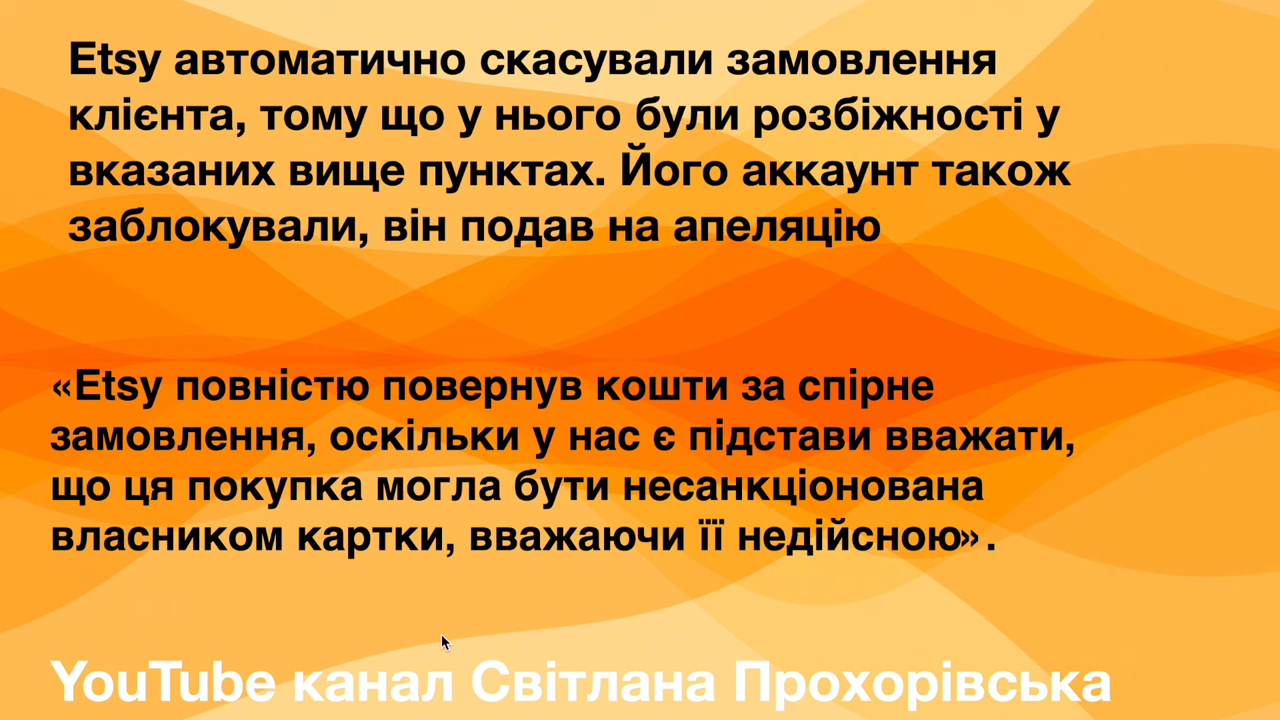 Etsy автоматично скасували замовлення
клієнта, тому що у нього були розбіжності у
вказаних вище пунктах. Його аккаунт також
заблокували, він подав на апеляцію
«Etsy повністю повернув кошти за спірне
замовлення, оскільки у нас є підстави вважати,
що ця покупка могла бути несанкціонована
власником картки, вважаючи її недійсною».
YouTube канал Світлана Прохорівська